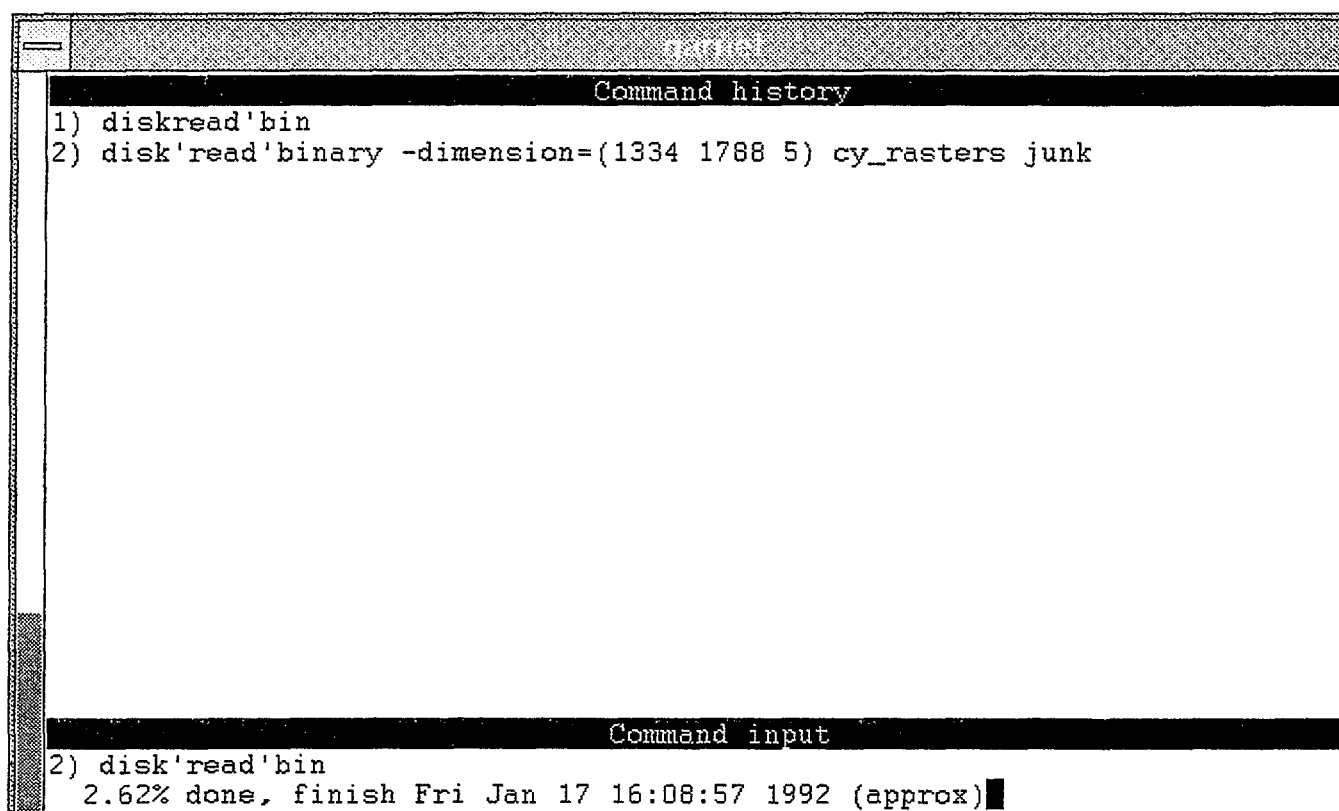 Command history
1) diskread'bin
2) disk'read'binary -dimension=(1334 1788 5) cy_rasters junk
Command input
2) disk'read'bin
2.62% done, finish Fri Jan 17 16:08:57 1992 (approx)